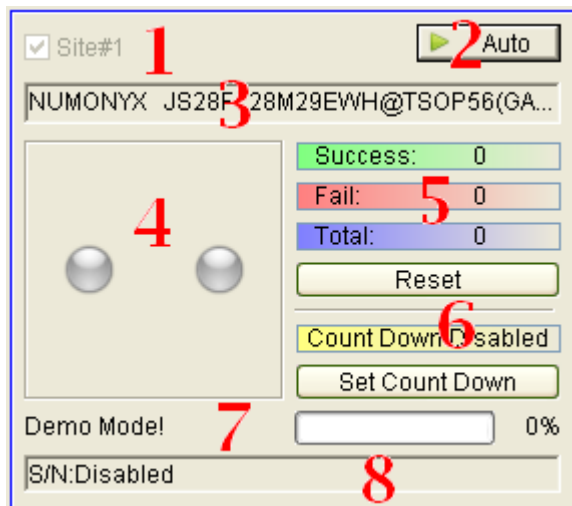 Site#1
1
2
Auto
NUMONYX JS28F 28M29EWH@TSOP56(GA...
3
4
Success: 0
Fail: 0
5
Total: 0
Reset
6
Count Down Disabled
Set Count Down
Demo Mode!
7
0%
S/N:Disabled
8